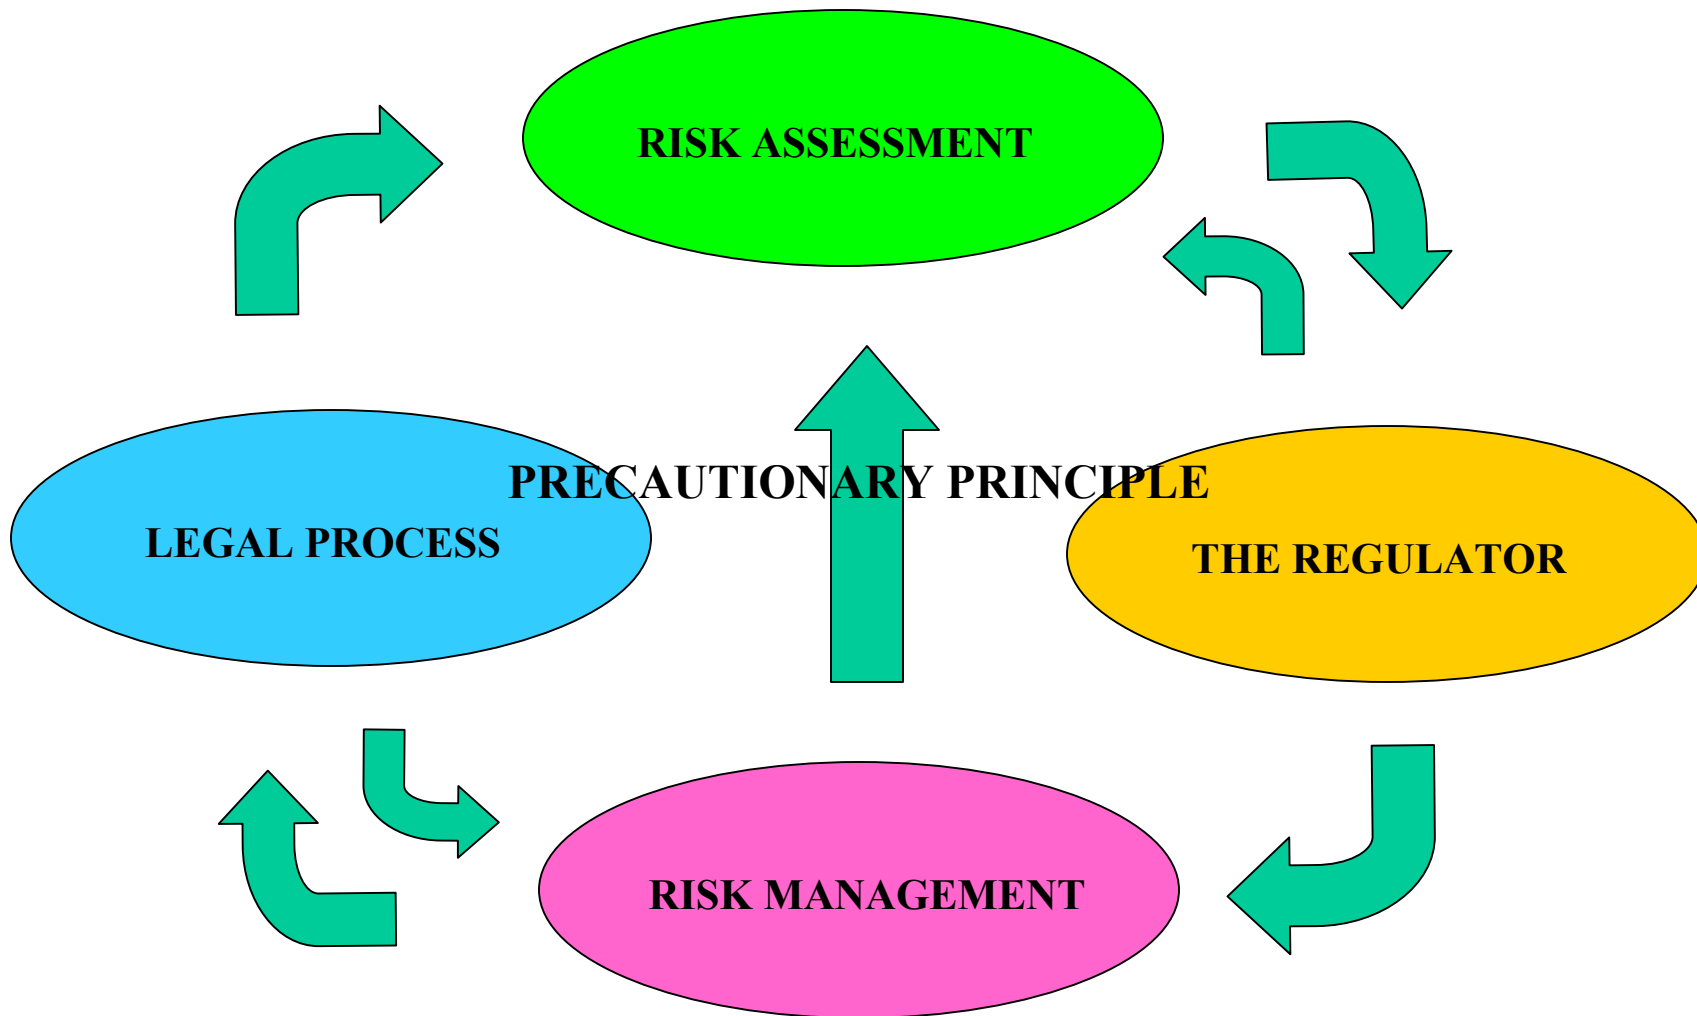 RISK ASSESSMENT
PRECAUTIONARY PRINCIPLE
LEGAL PROCESS
THE REGULATOR
RISK MANAGEMENT